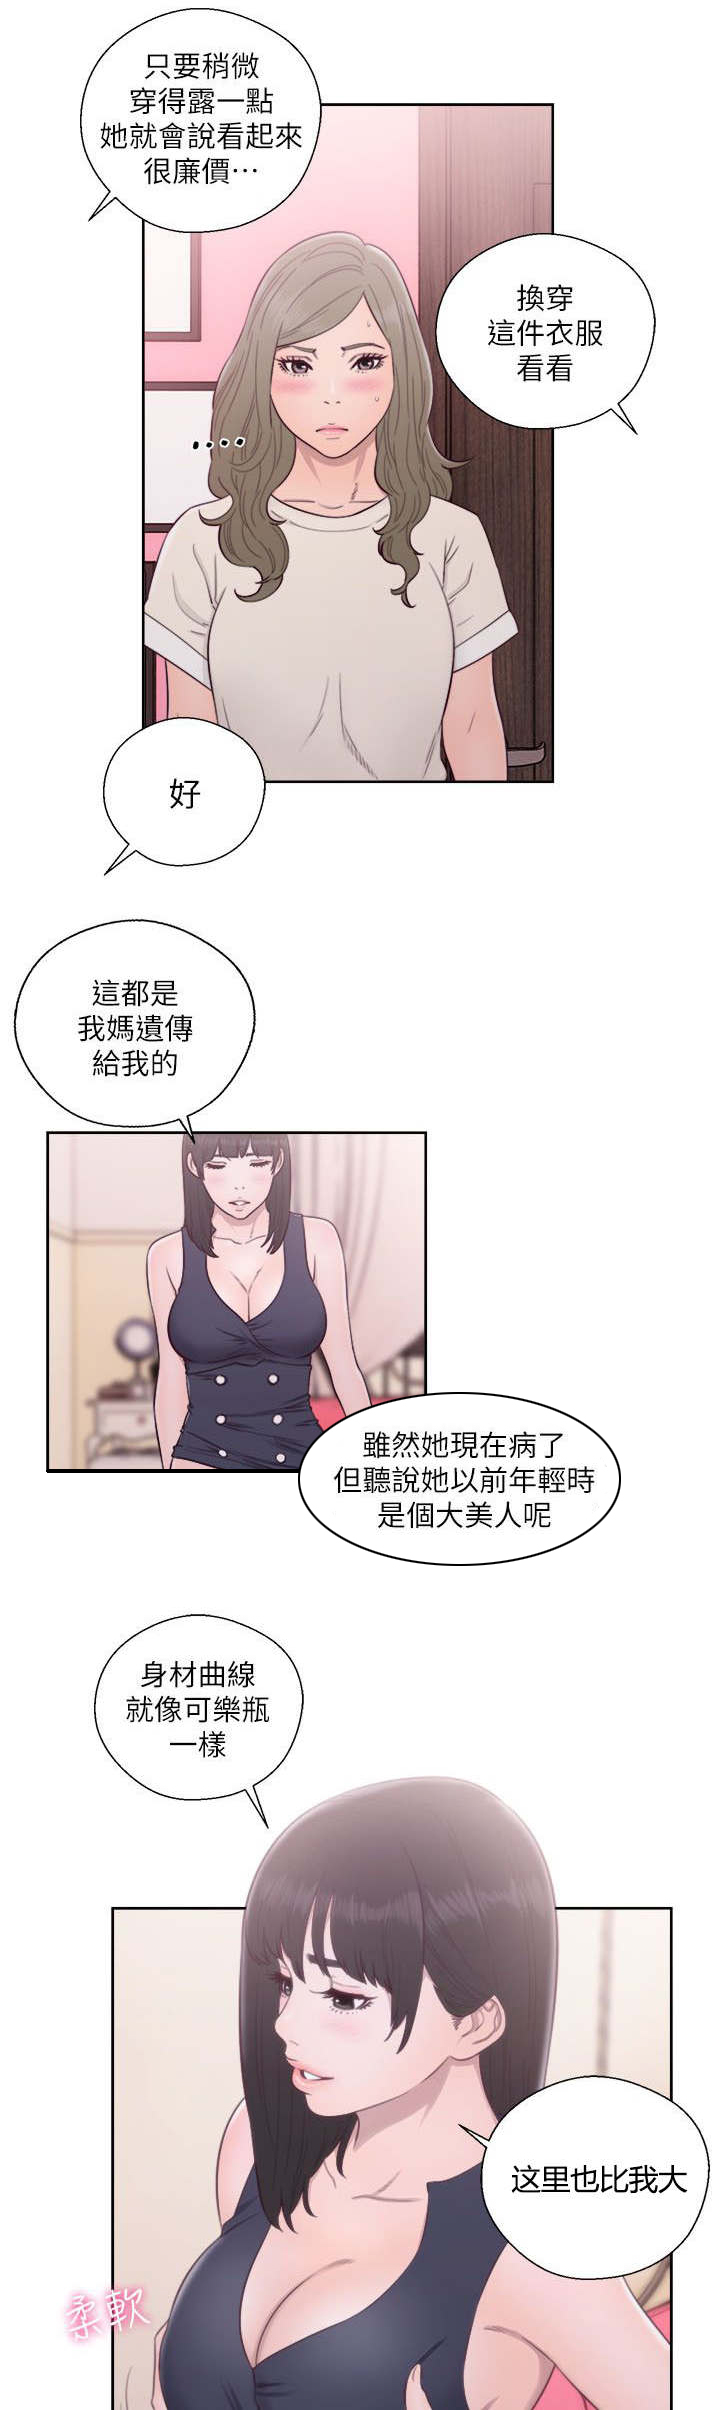 只要稍微
穿得露一點
她就會說看起來
很廉價…
換穿
這件衣服
看看
....
好
這都是
我媽遺傳
給我的
雖然她現在病了
但聽說她以前年輕時
是個大美人呢
身材曲線
就像可樂瓶
一樣
这里也比我大
柔軟